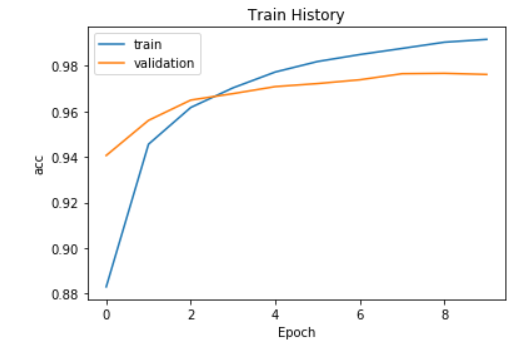 Train History
train
validation
0.98
0.96
0.94
0.92
0.90
0.88
acc
0 2 4 6 8
Epoch